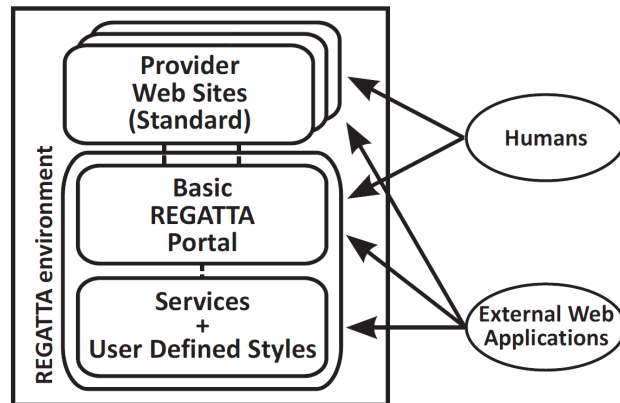 Provider
Web Sites
(Standard)
Humans
REGATTA environment
Basic
REGATTA
Portal
Services
+
User Defined Styles
External Web
Applications